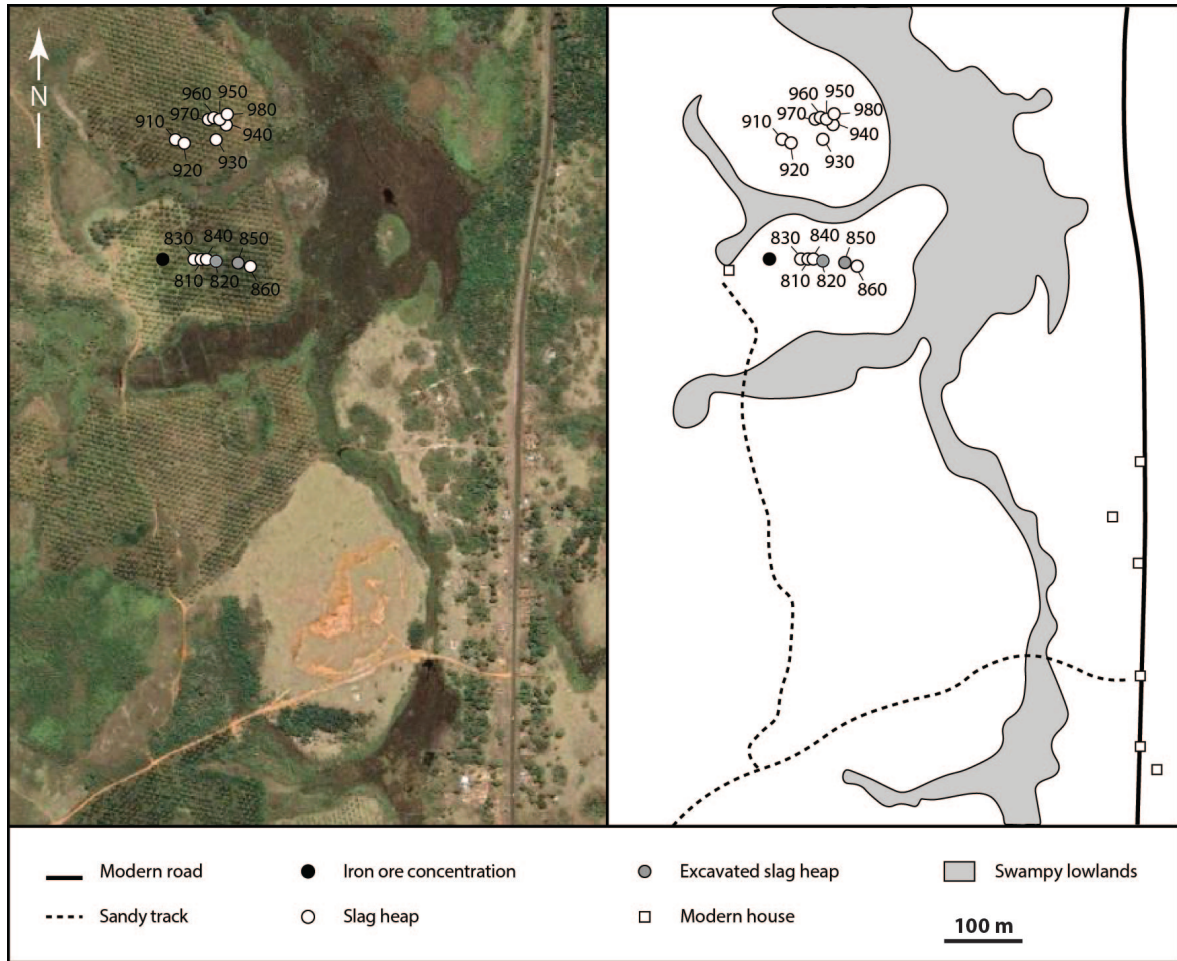 N
960 950
970 980
910 940
920 930
830 840 850
810 820 860
960 950
970 980
910 940
920 930
830 840 850
810 820 860
Modern road
Iron ore concentration
Excavated slag heap
Swampy lowlands
Sandy track
Slag heap
Modern house
100 m